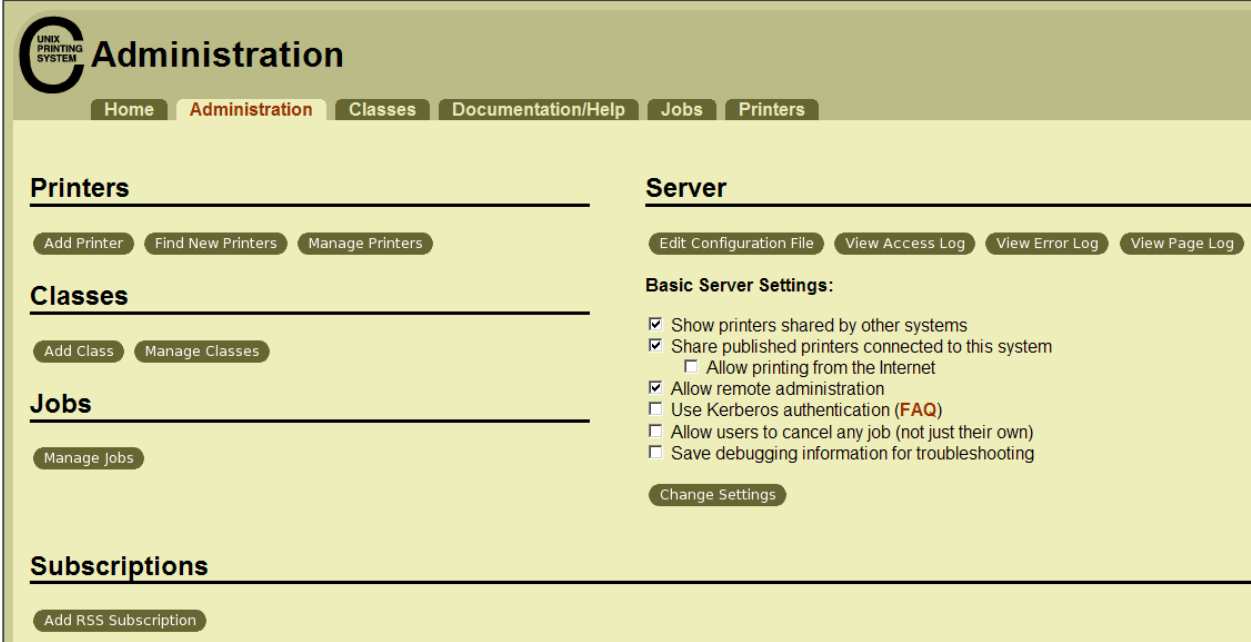 UNIX
PRINTING
SYSTEM
Administration
Home Administration Classes Documentation/Help Jobs Printers
Printers
Add Printer Find New Printers Manage Printers
Classes
Add Class Manage Classes
Jobs
Manage Jobs
Server
Edit Configuration File View Access Log View Error Log View Page Log
Basic Server Settings:
Show printers shared by other systems
Share published printers connected to this system
Allow printing from the Internet
Allow remote administration
Use Kerberos authentication (FAQ)
Allow users to cancel any job (not just their own)
Save debugging information for troubleshooting
Change Settings
Subscriptions
Add RSS Subscription